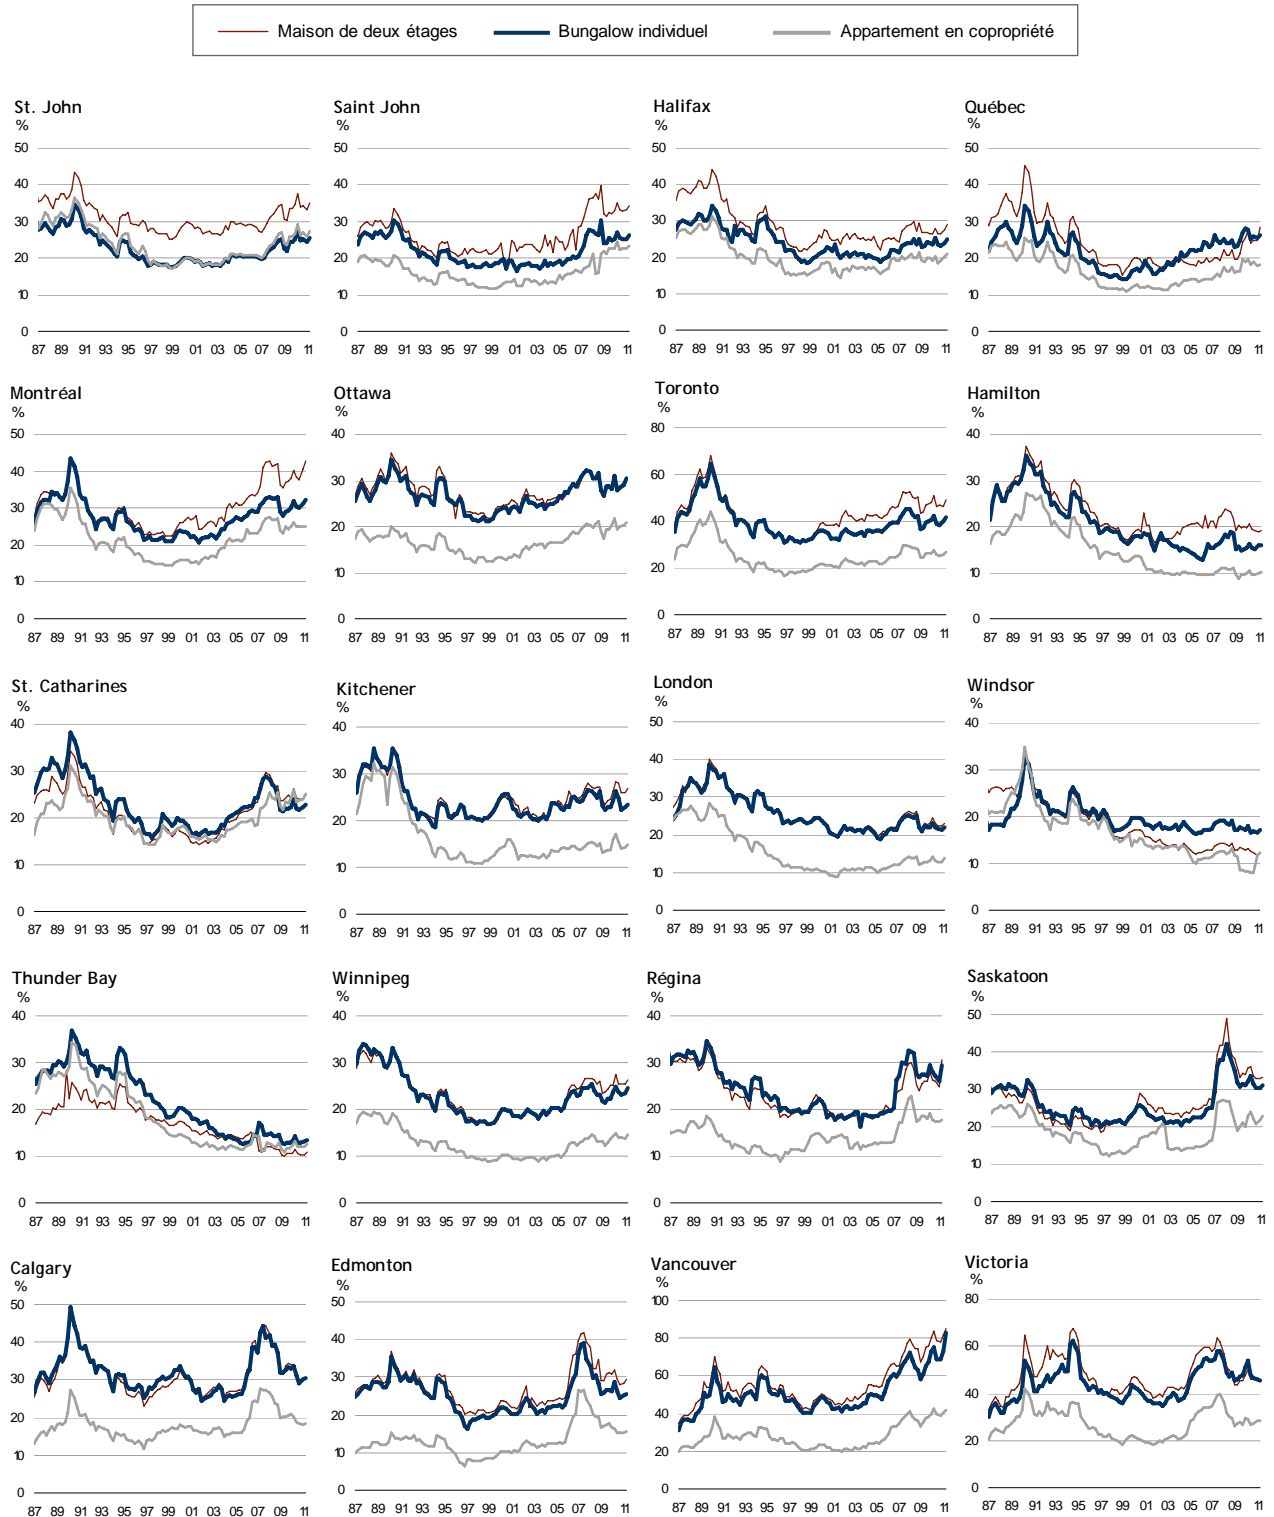 Maison de deux étages Bungalow individuel Appartement en copropriété
St. John Saint John Halifax Québec
% % % %
50 50 50 50
40 40 40 40
30 30 30 30
20 20 20 20
10 10 10 10
0 0 0 0
87 89 91 93 95 97 99 01 03 05 07 09 11 87 89 91 93 95 97 99 01 03 05 07 09 11 87 89 91 93 95 97 99 01 03 05 07 09 11 87 89 91 93 95 97 99 01 03 05 07 09 11
Montréal Ottawa Toronto Hamilton
% % % %
50 40 80 40
40 30 60 30
30 20 40 20
20 10 20 10
10 0 0 0
0
87 89 91 93 95 97 99 01 03 05 07 09 11 87 89 91 93 95 97 99 01 03 05 07 09 11 87 89 91 93 95 97 99 01 03 05 07 09 11 87 89 91 93 95 97 99 01 03 05 07 09 11
St. Catharines Kitchener London Windsor
% % % %
40 40 50 40
30 30 40 30
20 20 30 20
10 10 20 10
0 0 10 0
0
87 89 91 93 95 97 99 01 03 05 07 09 11 87 89 91 93 95 97 99 01 03 05 07 09 11 87 89 91 93 95 97 99 01 03 05 07 09 11 87 89 91 93 95 97 99 01 03 05 07 09 11
Thunder Bay Winnipeg Régina Saskatoon
% % % %
40 40 40 50
30 30 30 40
20 20 20 30
10 10 10 20
0 0 0 10
0
87 89 91 93 95 97 99 01 03 05 07 09 11 87 89 91 93 95 97 99 01 03 05 07 09 11 87 89 91 93 95 97 99 01 03 05 07 09 11 87 89 91 93 95 97 99 01 03 05 07 09 11
Calgary Edmonton Vancouver Victoria
% % % %
50 50 100 80
40 40 80 60
30 30 60 40
20 20 40 20
10 10 20 0
0 0 0
87 89 91 93 95 97 99 01 03 05 07 09 11 87 89 91 93 95 97 99 01 03 05 07 09 11 87 89 91 93 95 97 99 01 03 05 07 09 11 87 89 91 93 95 97 99 01 03 05 07 09 11